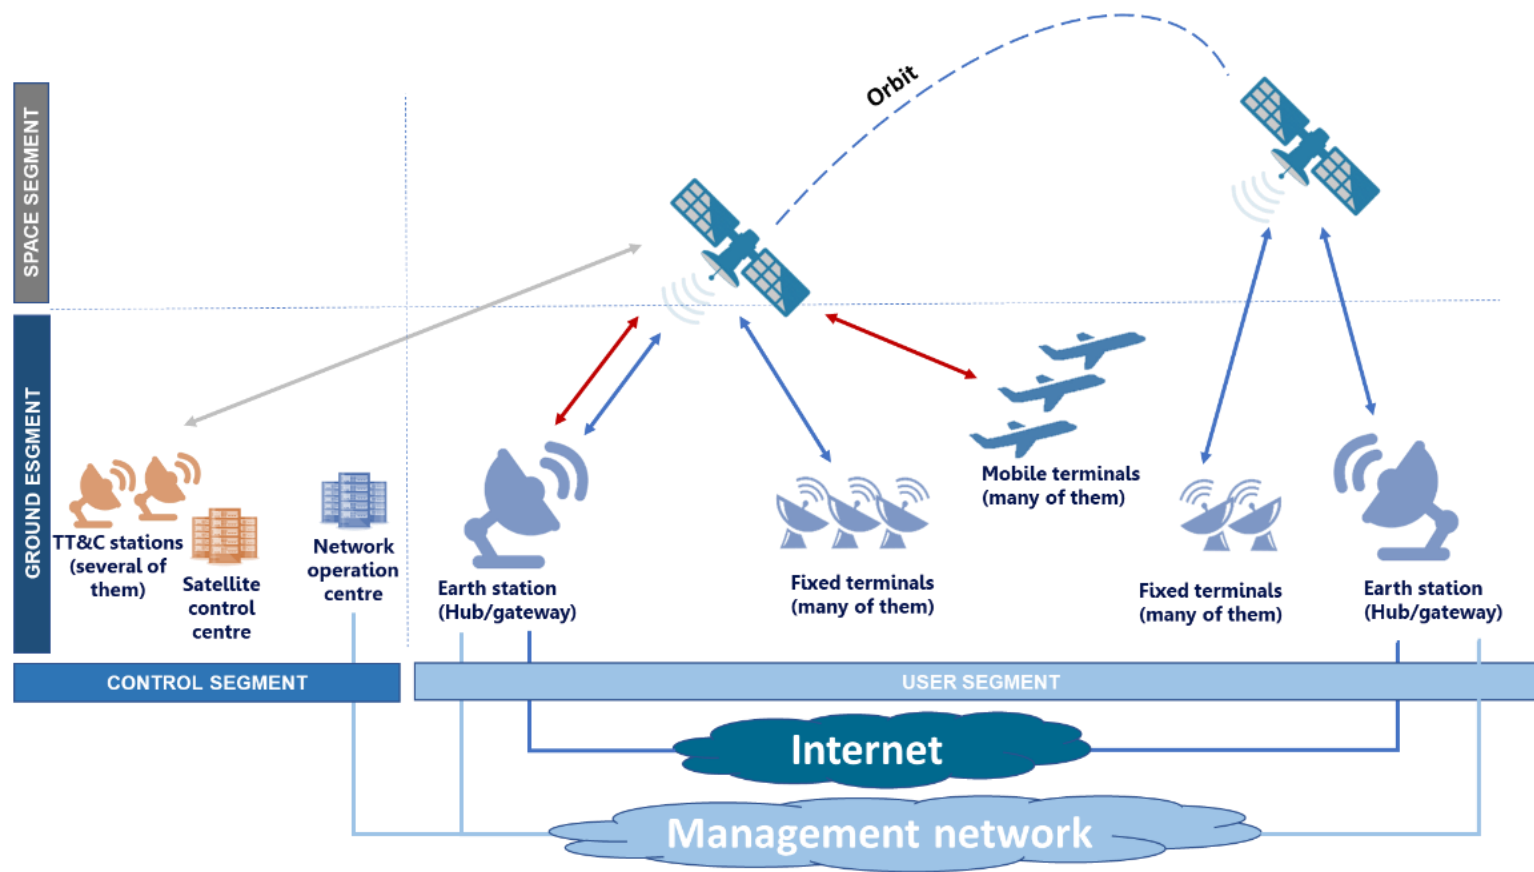 Orbit
SPACE SEGMENT
GROUND ESGMENT
TT&C stations
(several of
them)
Satellite
control
centre
Network
operation
centre
Earth station
(Hub/gateway)
Fixed terminals
(many of them)
Mobile terminals
(many of them)
Fixed terminals
(many of them)
Earth station
(Hub/gateway)
CONTROL SEGMENT
USER SEGMENT
Internet
Management network